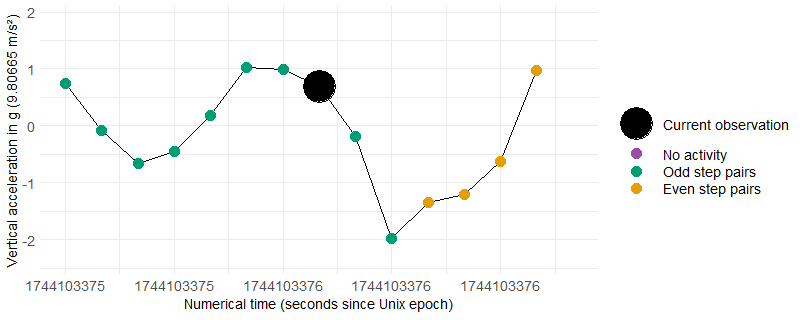 Vertical acceleration in g (9.80665 m/s²)
2
1
0
-1
-2
1744103375 1744103375 1744103376 1744103376 1744103376
Numerical time (seconds since Unix epoch)
Current observation
No activity
Odd step pairs
Even step pairs